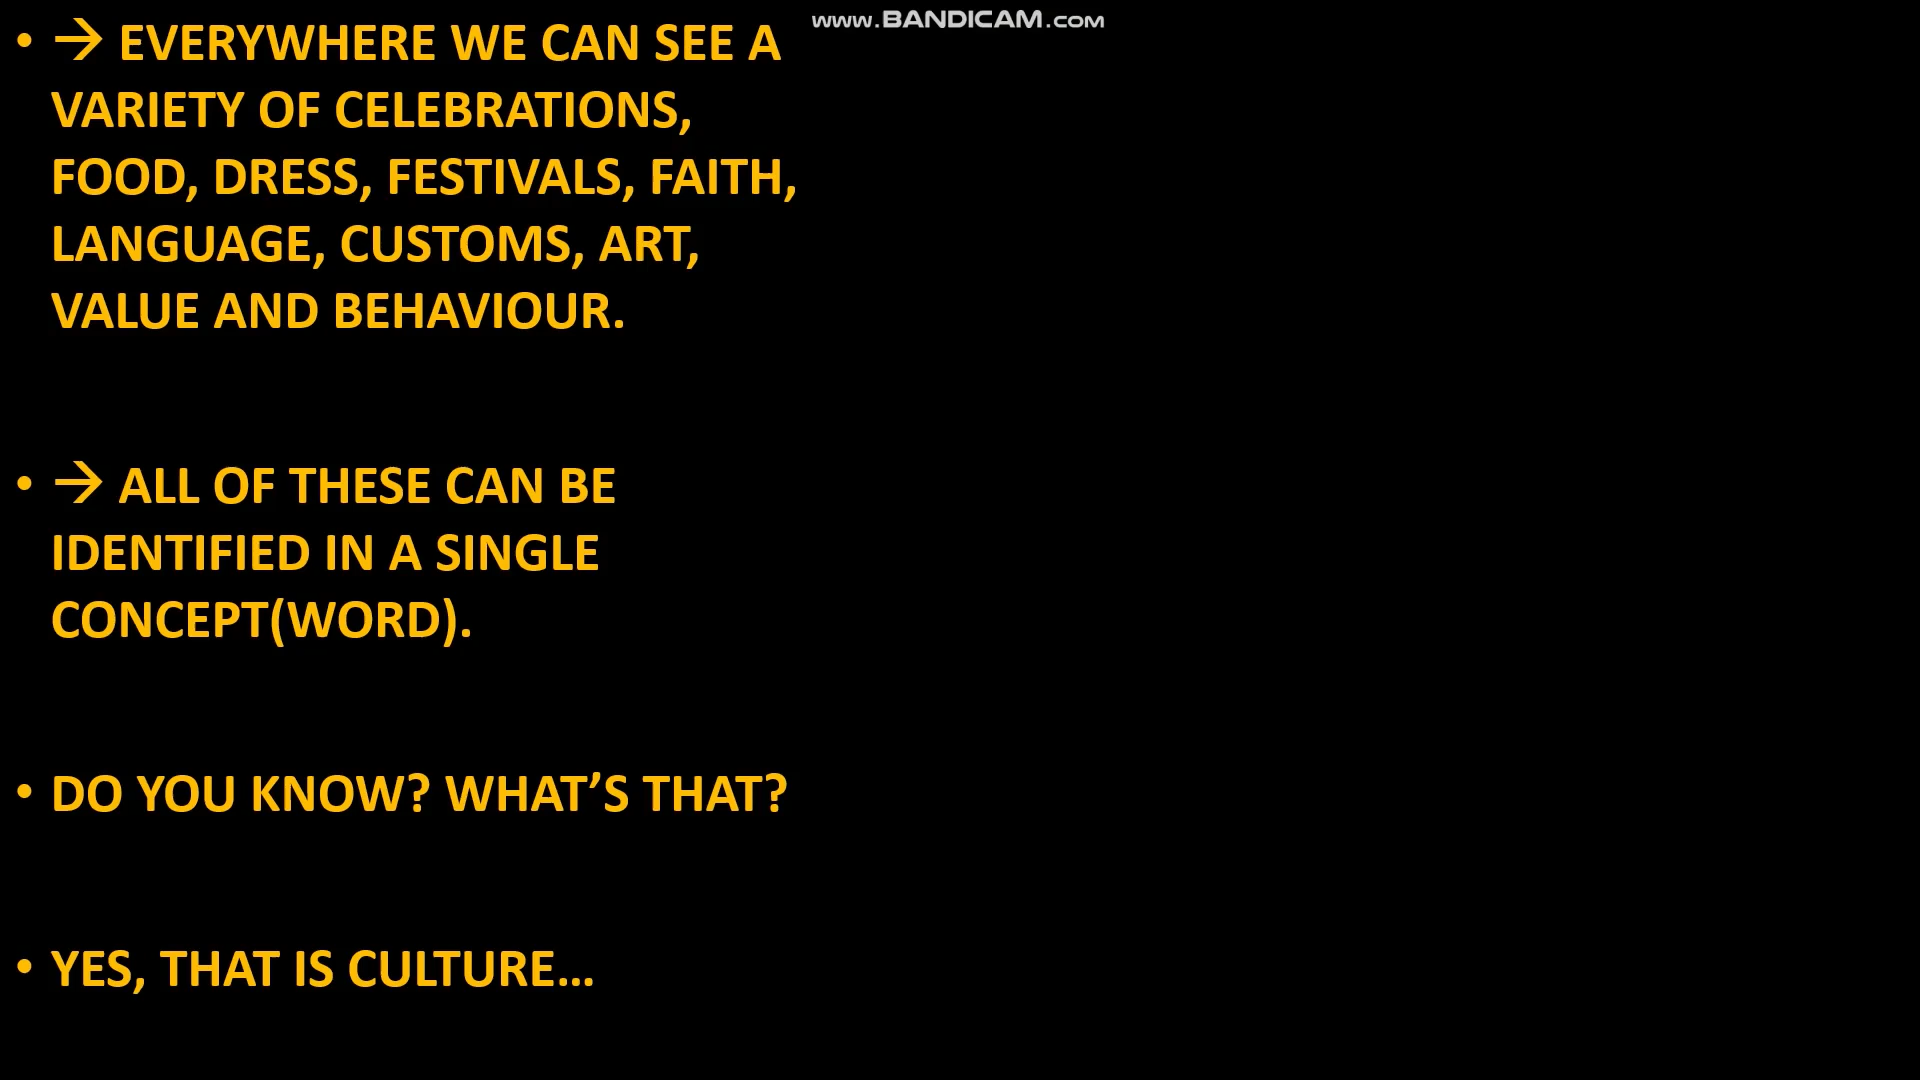 www.BANDICAM.com
• → EVERYWHERE WE CAN SEE A
VARIETY OF CELEBRATIONS,
FOOD, DRESS, FESTIVALS, FAITH,
LANGUAGE, CUSTOMS, ART,
VALUE AND BEHAVIOUR.
• → ALL OF THESE CAN BE
IDENTIFIED IN A SINGLE
CONCEPT(WORD).
• DO YOU KNOW? WHAT’S THAT?
• YES, THAT IS CULTURE…